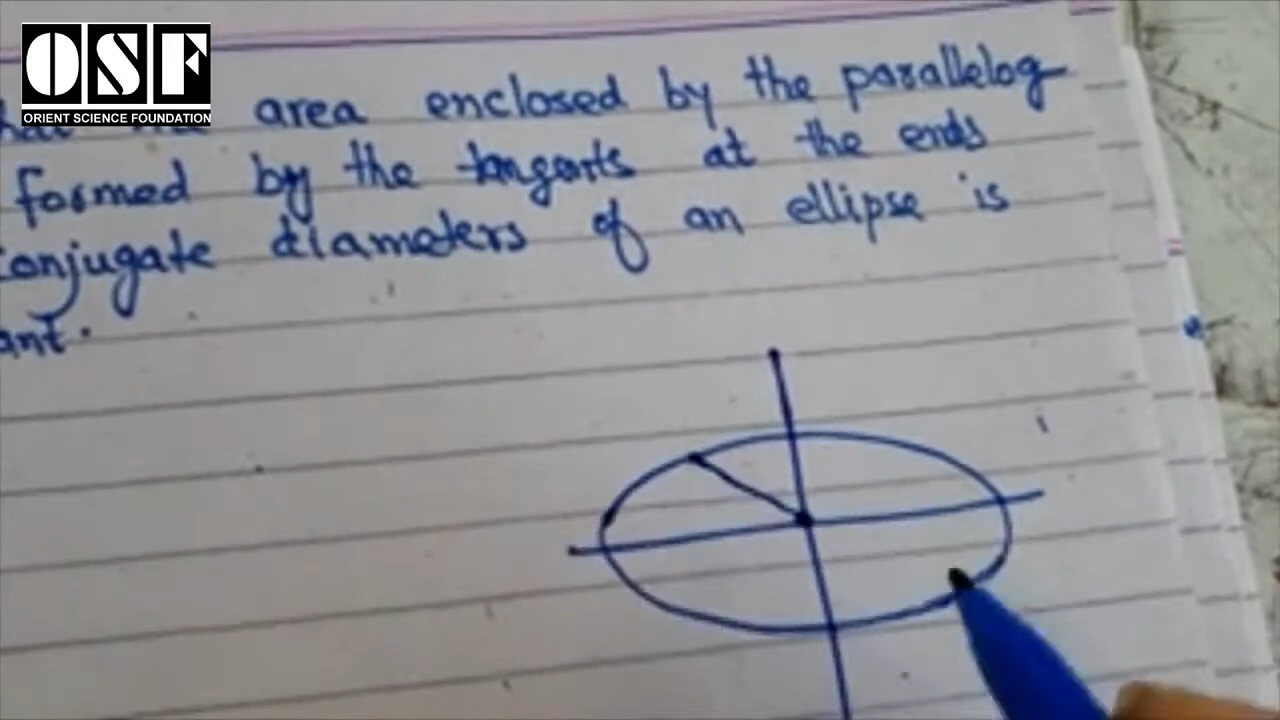 OSF
ORIENT SCIENCE FOUNDATION
area enclosed by the parallelog-
formed by the tangents at the ends
conjugate diameters of an ellipse is
ant.